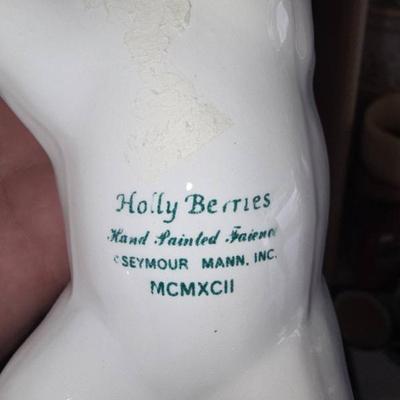 Holly Berries
Hand Painted Faience
© SEYMOUR MANN, INC.
MCMXCII